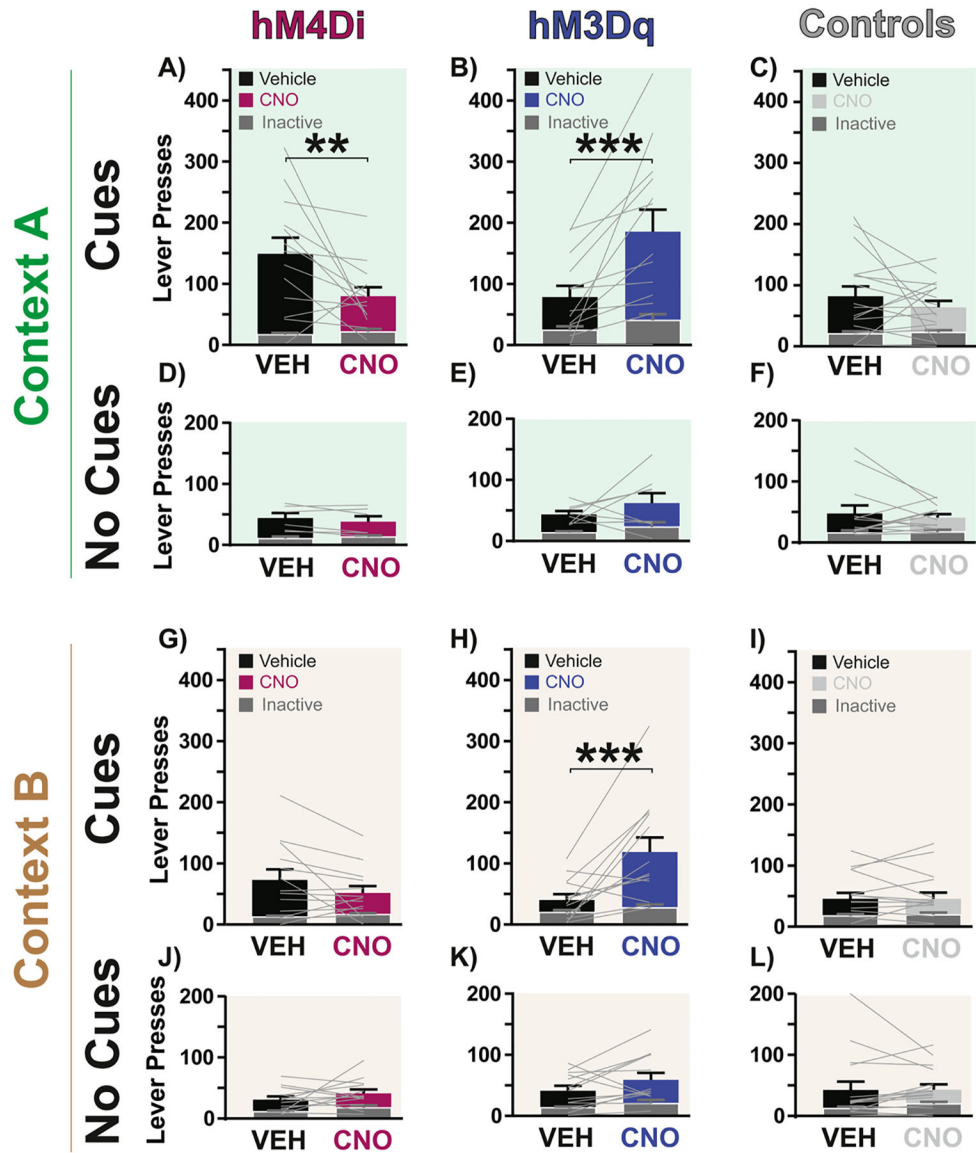 hM4Di hM3Dq Controls
Context A
Cues
A)
Lever Presses
400
300
200
100
0
Vehicle
CNO
Inactive
**
VEH CNO
B)
400
300
200
100
0
Vehicle
CNO
Inactive
***
VEH CNO
C)
400
300
200
100
0
Vehicle
CNO
Inactive
VEH CNO
No Cues
D)
Lever Presses
200
100
0
VEH CNO
E)
200
100
0
VEH CNO
F)
200
100
0
VEH CNO
Context B
Cues
G)
Lever Presses
400
300
200
100
0
Vehicle
CNO
Inactive
VEH CNO
H)
400
300
200
100
0
Vehicle
CNO
Inactive
***
VEH CNO
I)
400
300
200
100
0
Vehicle
CNO
Inactive
VEH CNO
No Cues
J)
Lever Presses
200
100
0
VEH CNO
K)
200
100
0
VEH CNO
L)
200
100
0
VEH CNO